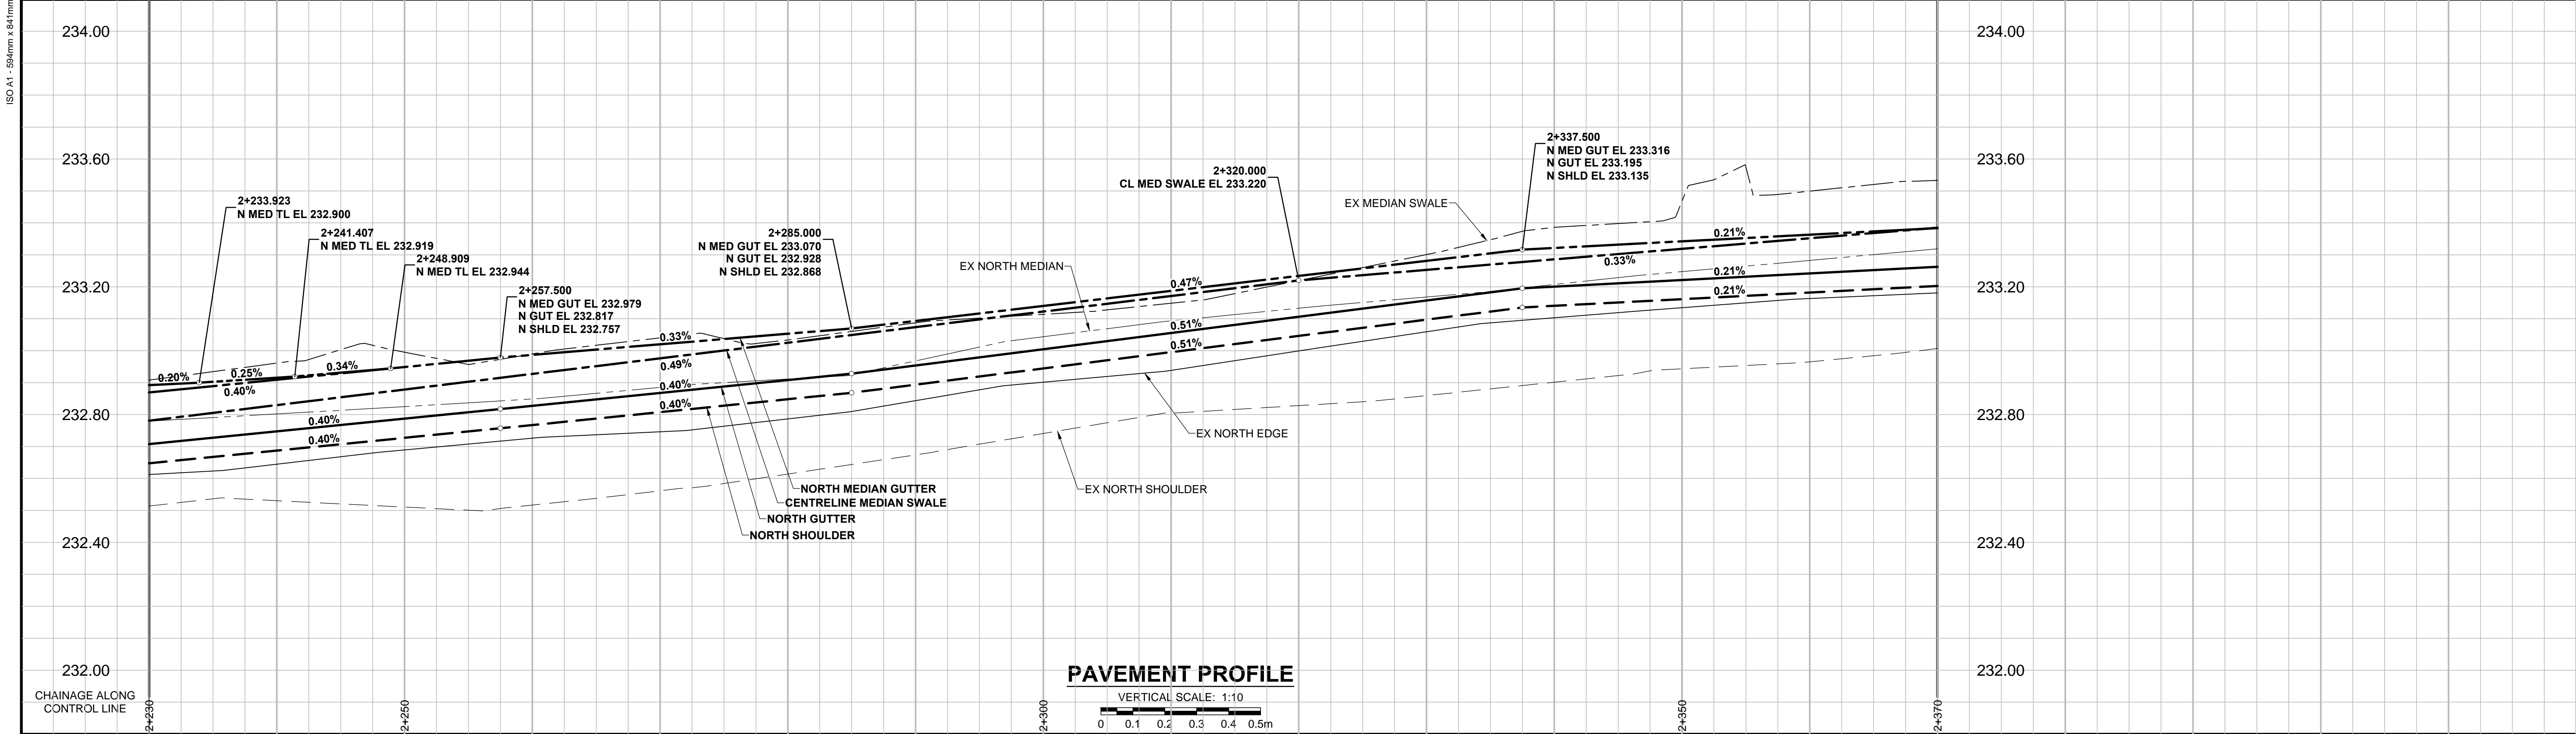 ISO A1 - 594mm x 841mm
234.00
234.00
2+337.500
N MED GUT EL 233.316
N GUT EL 233.195
N SHLD EL 233.135
233.60
233.60
2+320.000
CL MED SWALE EL 233.220
EX MEDIAN SWALE
2+233.923
N MED TL EL 232.900
2+241.407
N MED TL EL 232.919
2+248.909
N MED TL EL 232.944
2+285.000
N MED GUT EL 233.070
N GUT EL 232.928
N SHLD EL 232.868
EX NORTH MEDIAN
2+257.500
N MED GUT EL 232.979
N GUT EL 232.817
N SHLD EL 232.757
233.20
233.20
0.21%
0.33%
0.21%
0.21%
0.47%
0.51%
0.51%
0.33%
0.49%
0.40%
0.40%
0.20%
0.25%
0.34%
0.40%
0.40%
0.40%
232.80
232.80
EX NORTH EDGE
EX NORTH SHOULDER
NORTH MEDIAN GUTTER
CENTRELINE MEDIAN SWALE
NORTH GUTTER
NORTH SHOULDER
232.40
232.40
232.00
232.00
PAVEMENT PROFILE
VERTICAL SCALE: 1:10
0 0.1 0.2 0.3 0.4 0.5m
CHAINAGE ALONG
CONTROL LINE
2+230
2+250
2+300
2+350
2+370